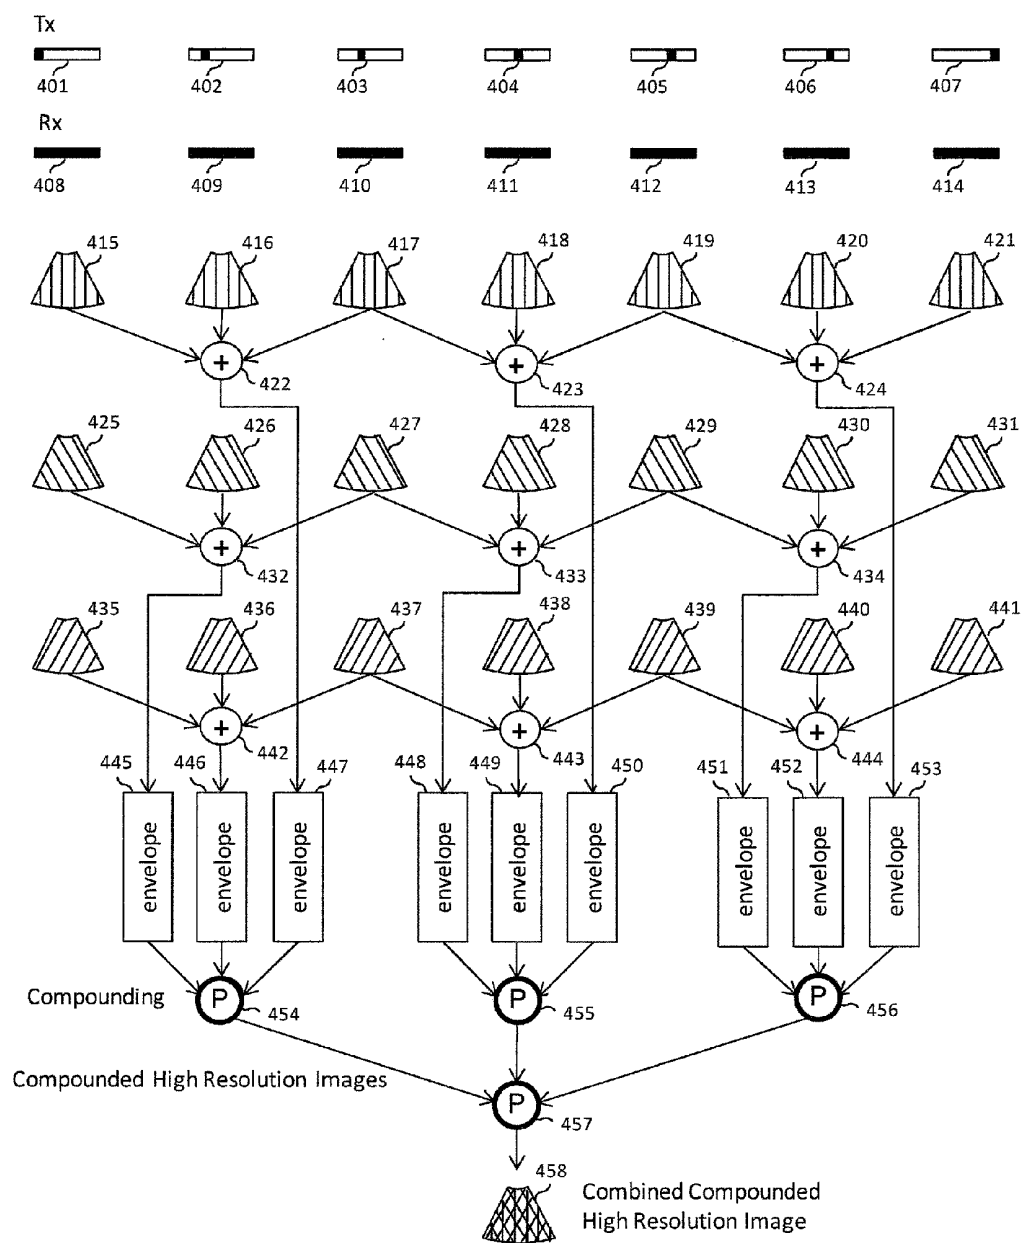 Tx
401 402 403 404 405 406 407
Rx
408 409 410 411 412 413 414
415 416 417 418 419 420 421
+ + +
422 423 424
425 426 427 428 429 430 431
+ + +
432 433 434
435 436 437 438 439 440 441
+ + +
442 443 444
445 446 447 448 449 450 451 452 453
envelope envelope envelope envelope envelope envelope envelope envelope envelope
Compounding P P P
454 455 456
Compounded High Resolution Images
P
457
458
Combined Compounded
High Resolution Image